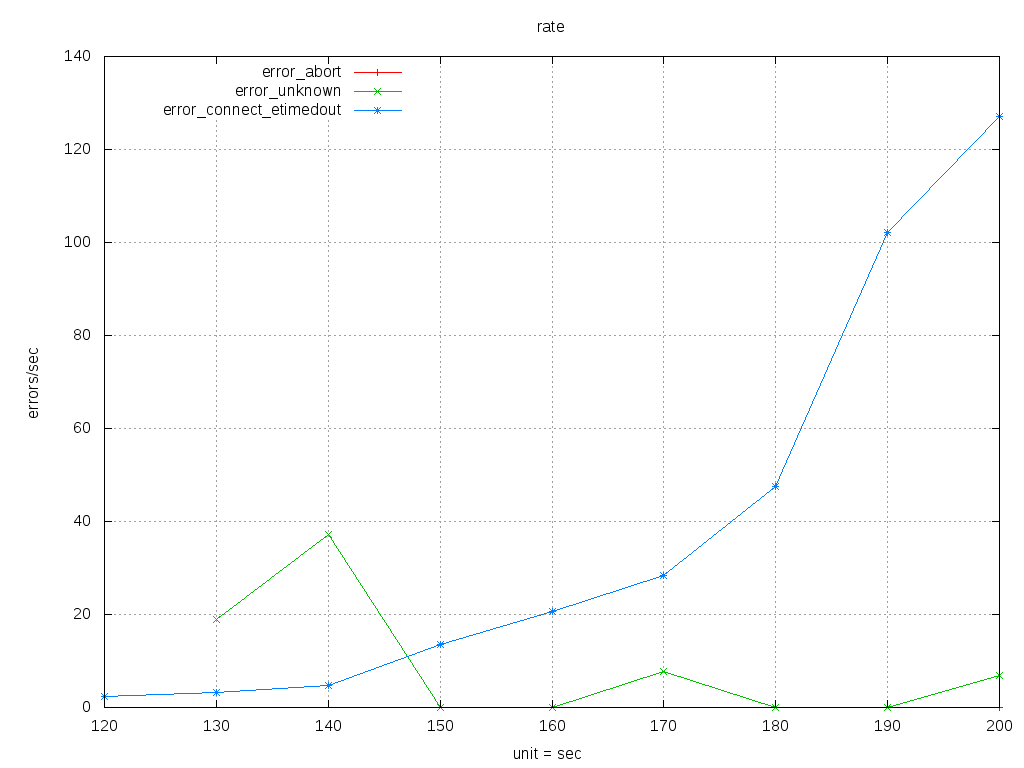 rate
140
120
100
80
60
40
20
0
errors/sec
error_abort
error_unknown
error_connect_etimedout
120 130 140 150 160 170 180 190 200
unit = sec